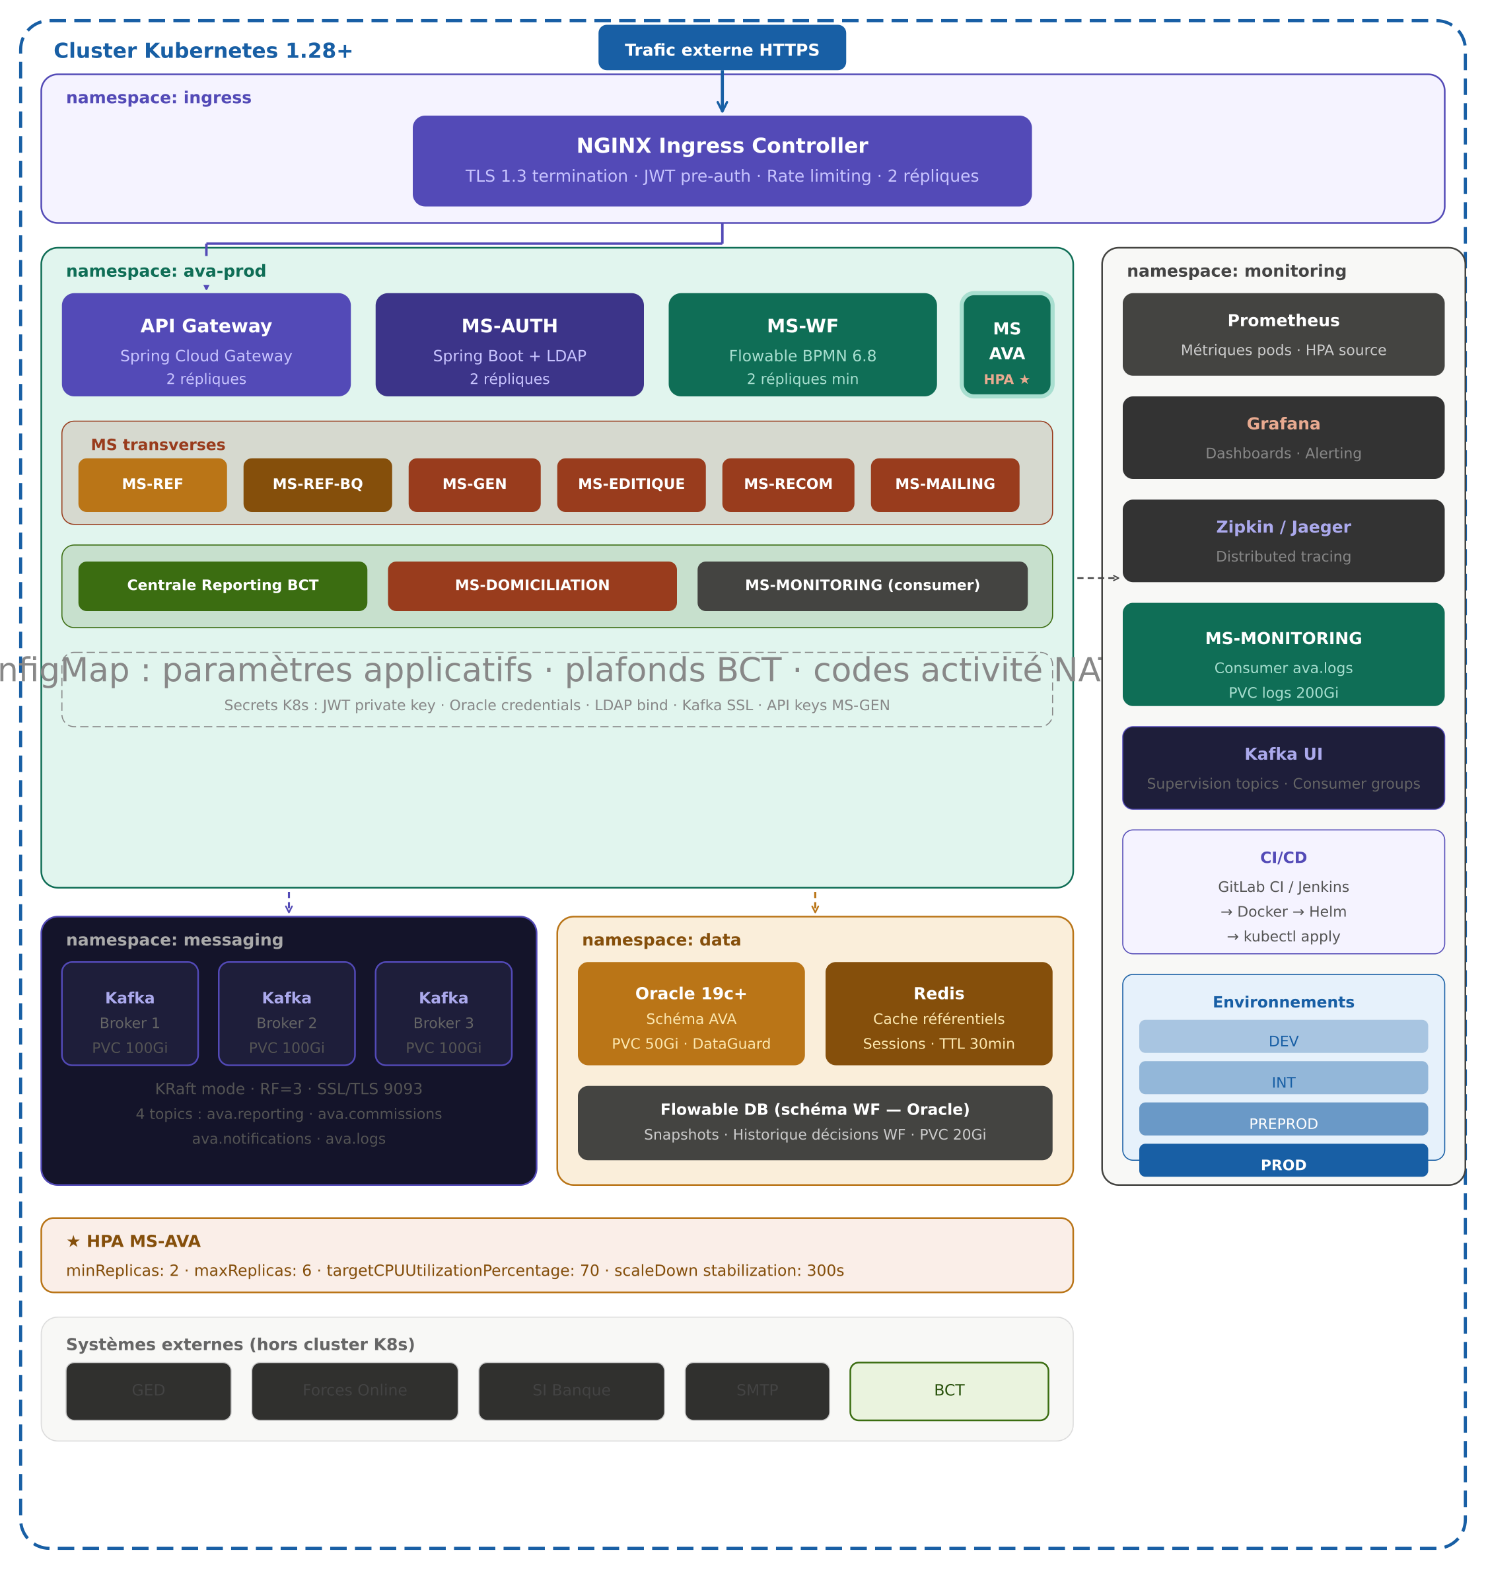 Cluster Kubernetes 1.28+
Trafic externe HTTPS
namespace: ingress
NGINX Ingress Controller
TLS 1.3 termination · JWT pre-auth · Rate limiting · 2 répliques
namespace: ava-prod
API Gateway
Spring Cloud Gateway
2 répliques
MS-AUTH
Spring Boot + LDAP
2 répliques
MS-WF
Flowable BPMN 6.8
2 répliques min
MS
AVA
HPA ★
MS transverses
MS-REF
MS-REF-BQ
MS-GEN
MS-EDITIQUE
MS-RECOM
MS-MAILING
Centrale Reporting BCT
MS-DOMICILIATION
MS-MONITORING (consumer)
nfigMap : paramètres applicatifs · plafonds BCT · codes activité NA
Secrets K8s : JWT private key · Oracle credentials · LDAP bind · Kafka SSL · API keys MS-GEN
namespace: monitoring
Prometheus
Métriques pods · HPA source
Grafana
Dashboards · Alerting
Zipkin / Jaeger
Distributed tracing
MS-MONITORING
Consumer ava.logs
PVC logs 200Gi
Kafka UI
Supervision topics · Consumer groups
CI/CD
GitLab CI / Jenkins
→ Docker → Helm
→ kubectl apply
Environnements
DEV
INT
PREPROD
PROD
namespace: messaging
Kafka
Broker 1
PVC 100Gi
Kafka
Broker 2
PVC 100Gi
Kafka
Broker 3
PVC 100Gi
KRaft mode · RF=3 · SSL/TLS 9093
4 topics : ava.reporting · ava.commissions
ava.notifications · ava.logs
namespace: data
Oracle 19c+
Schéma AVA
PVC 50Gi · DataGuard
Redis
Cache référentiels
Sessions · TTL 30min
Flowable DB (schéma WF — Oracle)
Snapshots · Historique décisions WF · PVC 20Gi
★ HPA MS-AVA
minReplicas: 2 · maxReplicas: 6 · targetCPUUtilizationPercentage: 70 · scaleDown stabilization: 300s
Systèmes externes (hors cluster K8s)
GED
Forces Online
SI Banque
SMTP
BCT